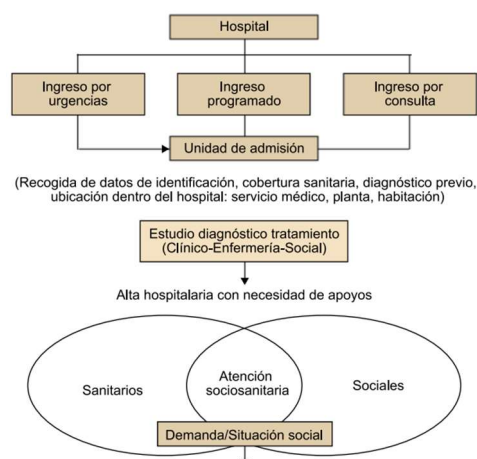 Hospital
Ingreso por
urgencias
Ingreso
programado
Ingreso por
consulta
Unidad de admisión
(Recogida de datos de identificación, cobertura sanitaria, diagnóstico previo,
ubicación dentro del hospital: servicio médico, planta, habitación)
Estudio diagnóstico tratamiento
(Clínico-Enfermería-Social)
Alta hospitalaria con necesidad de apoyos
Sanitarios
Atención
sociosanitaria
Sociales
Demanda/Situación social